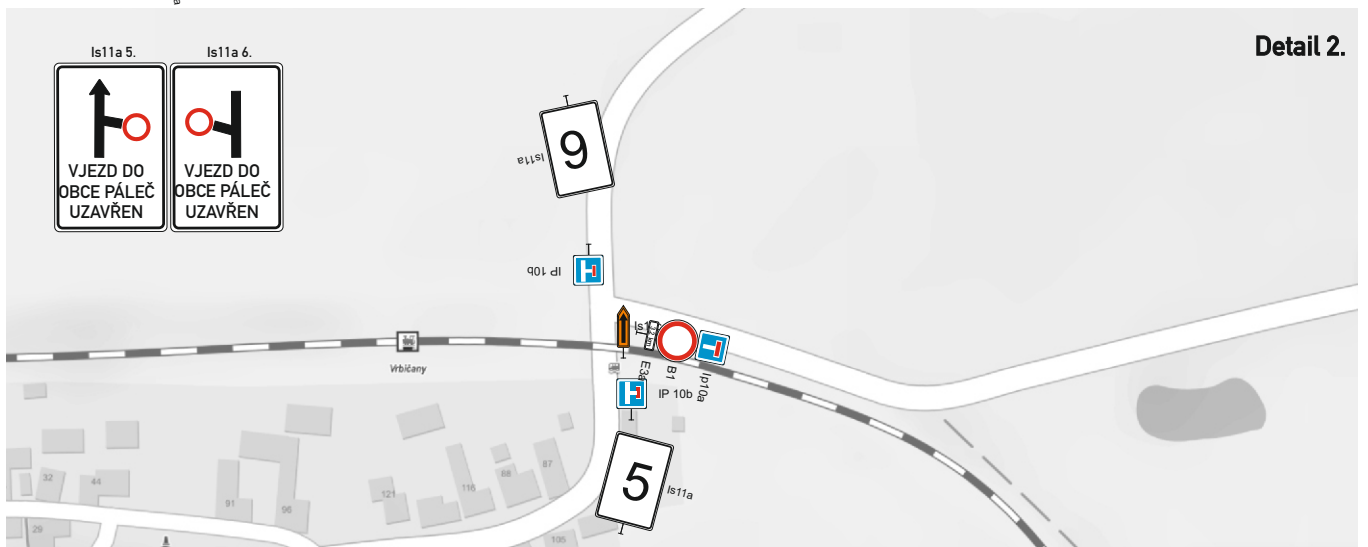 Detail 2.
Is11a 5.
Is11a 6.
VJEZD DO
OBCE PÁLEČ
UZAVŘEN
VJEZD DO
OBCE PÁLEČ
UZAVŘEN
6
Is11a
IP 10b
Vrbičany
E3a
B1
Ip10a
IP 10b
5
Is11a
32
44
29
91
96
121
116
88
87
105